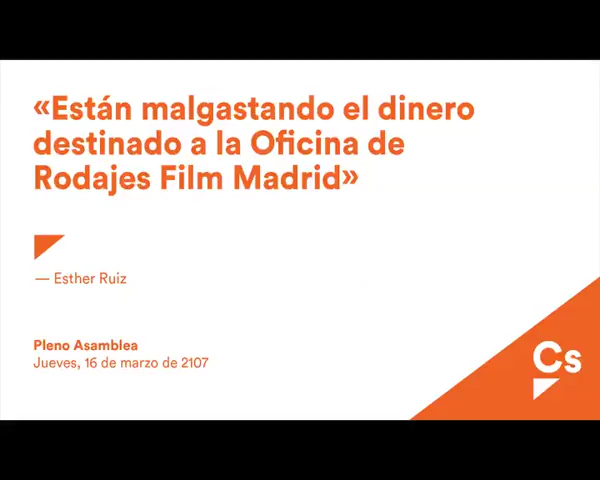 «Están malgastando el dinero
destinado a la Oficina de
Rodajes Film Madrid»
— Esther Ruiz
Pleno Asamblea
Jueves, 16 de marzo de 2107
Cs